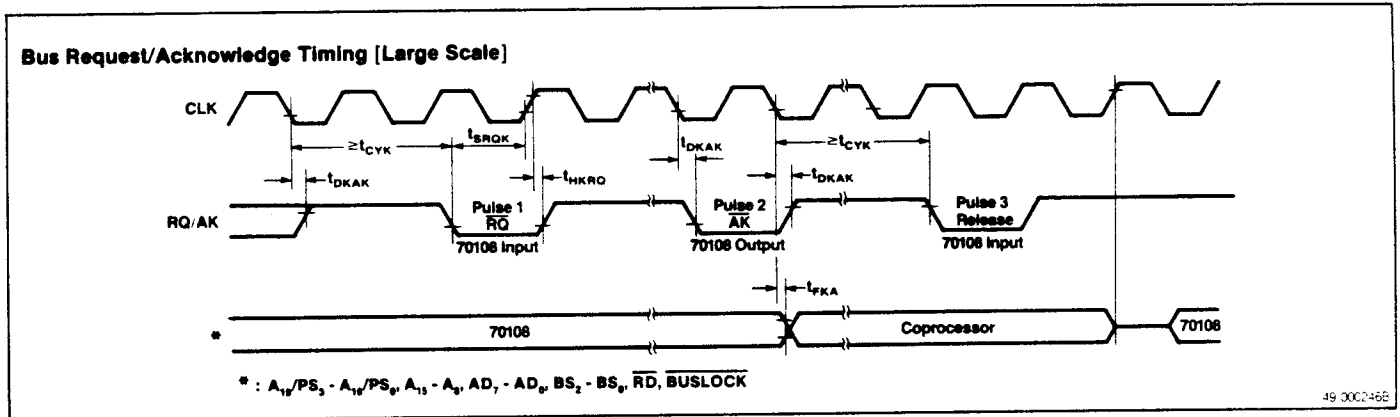 Bus Request/Acknowledge Timing [Large Scale]
CLK
≥tCYK
tSRQK
tDKAK
≥tCYK
tDKAK
tHKRQ
tDKAK
RQ/AK
Pulse 1
RQ
70108 Input
Pulse 2
AK
70108 Output
Pulse 3
Release
70108 Input
tFKA
*
70108
Coprocessor
70108
* : A19/PS3 - A16/PS0, A15 - A8, AD7 - AD0, BS2 - BS0, RD, BUSLOCK
49-000246B